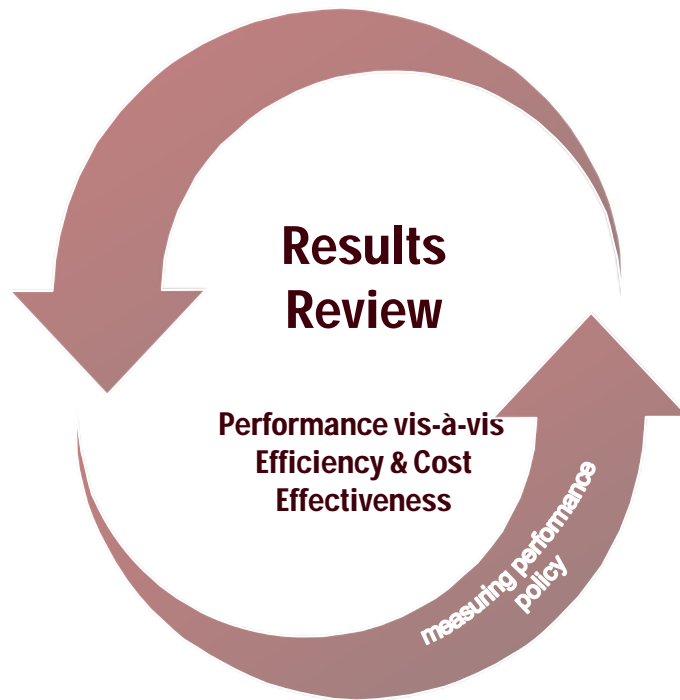 Results
Review
Performance vis-à-vis
Efficiency & Cost
Effectiveness
measuring performance
policy